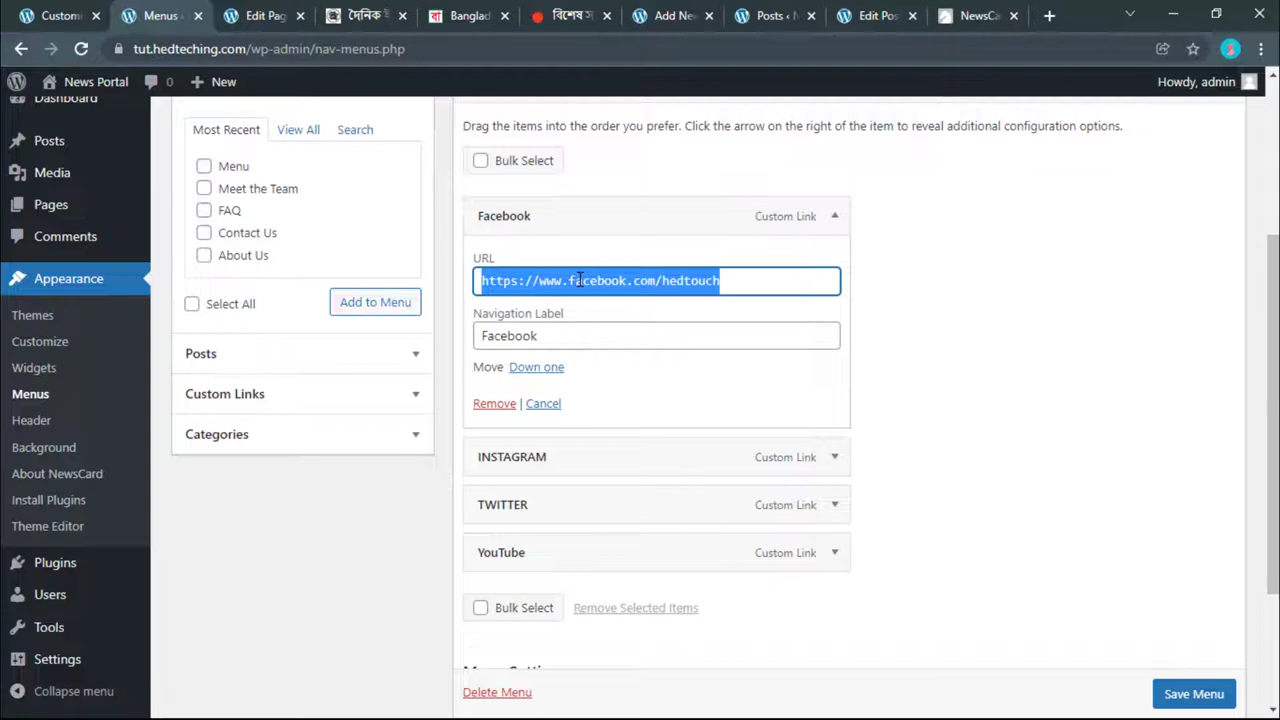 Custom
Menus ‹
Edit Pag
দৈনিক ই
Banglad
বিশেষ স
Add Ne
Posts ‹ N
Edit Pos
NewsCa
tut.hedteching.com/wp-admin/nav-menus.php
News Portal
0
New
Howdy, admin
Dashboard
Posts
Media
Pages
Comments
Appearance
Themes
Customize
Widgets
Menus
Header
Background
About NewsCard
Install Plugins
Theme Editor
Plugins
Users
Tools
Settings
Collapse menu
Most Recent
View All
Search
Menu
Meet the Team
FAQ
Contact Us
About Us
Select All
Add to Menu
Posts
Custom Links
Categories
Drag the items into the order you prefer. Click the arrow on the right of the item to reveal additional configuration options.
Bulk Select
Facebook
Custom Link
URL
https://www.facebook.com/hedtouch
Navigation Label
Facebook
Move Down one
Remove | Cancel
INSTAGRAM
Custom Link
TWITTER
Custom Link
YouTube
Custom Link
Bulk Select
Remove Selected Items
Delete Menu
Save Menu